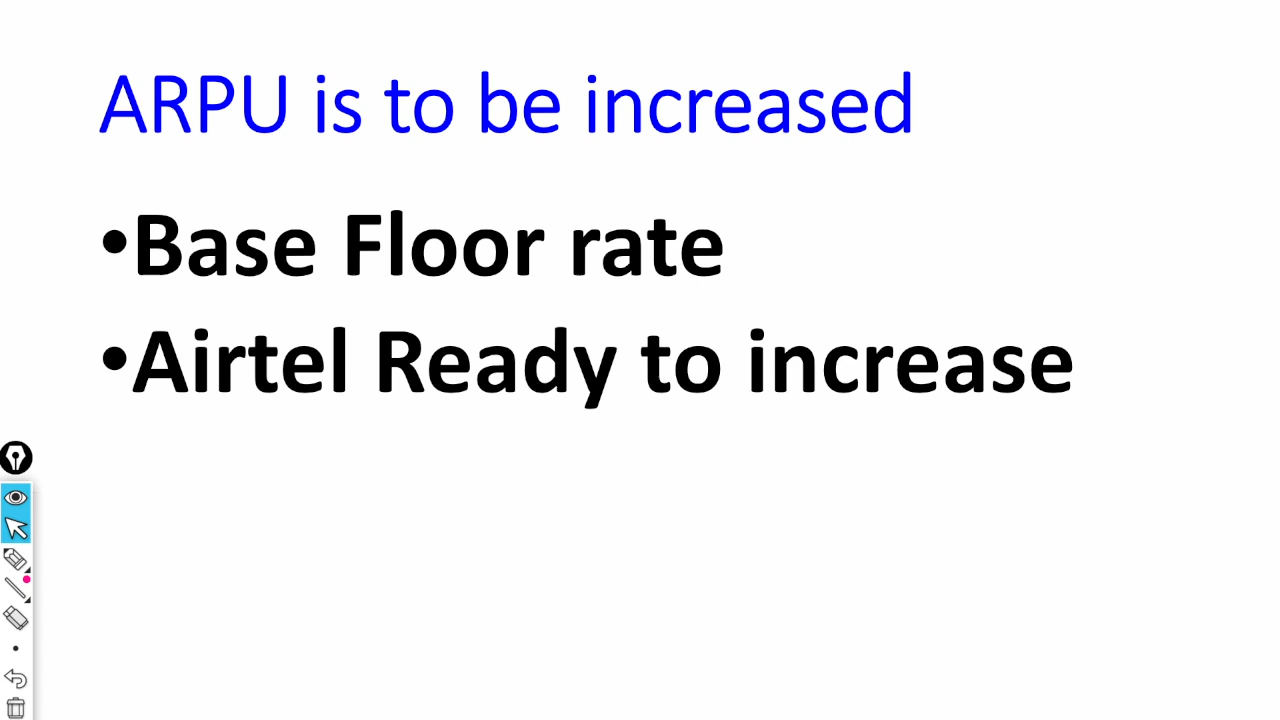 ARPU is to be increased
•Base Floor rate
•Airtel Ready to increase